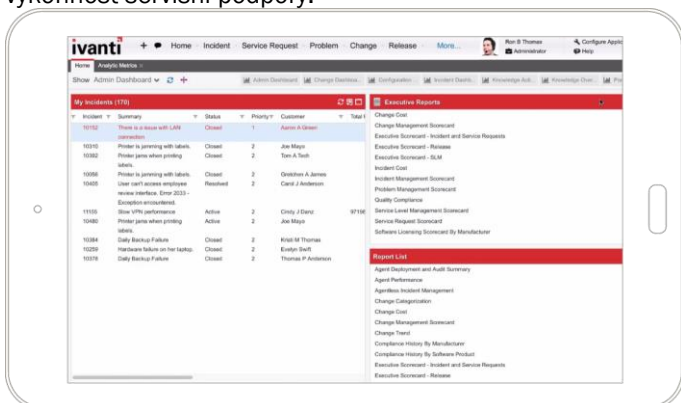 výkonnost servisní podpory.
ivanti
Home Incident Service Request Problem Change Release More...
Ron B Thomas
Administrator
Configure Applic
Help
Home Analytic Metrics
Show Admin Dashboard
Admin Dashboard Change Dashboa... Configuration ... Incident Dashb... Knowledge Acti... Knowledge Over...
My Incidents (170)
Incident Summary Status Priority Customer Total
10152 There is a issue with LAN connection Closed 1 Aaron A Green
10315 Printer is jamming with labels. Closed 2 Joe Mayo
10392 Printer jams when printing labels. Closed 2 Tom A Tech
10056 Printer is jamming with labels. Closed 2 Gretchen A James
10405 User can't access employee review interface. Error 2033 - Exception encountered. Resolved 2 Carol J Anderson
11155 Slow VPN performance Active 2 Cindy J Danz
10480 Printer jams when printing labels. Active 2 Joe Mayo
10384 Daily Backup Failure Closed 2 Kristi M Thomas
10259 Hardware failure on her laptop. Closed 2 Evelyn Swift
10378 Daily Backup Failure Closed 2 Thomas P Anderson
Executive Reports
Change Cost
Change Management Scorecard
Executive Scorecard - Incident and Service Requests
Executive Scorecard - Release
Executive Scorecard - SLM
Incident Cost
Incident Management Scorecard
Problem Management Scorecard
Quality Compliance
Service Level Management Scorecard
Service Request Scorecard
Software Licensing Scorecard By Manufacturer
Report List
Agent Deployment and Audit Summary
Agent Performance
Agentless Incident Management
Change Categorization
Change Cost
Change Management Scorecard
Change Trend
Compliance History By Manufacturer
Compliance History By Software Product
Executive Scorecard - Incident and Service Requests
Executive Scorecard - Release